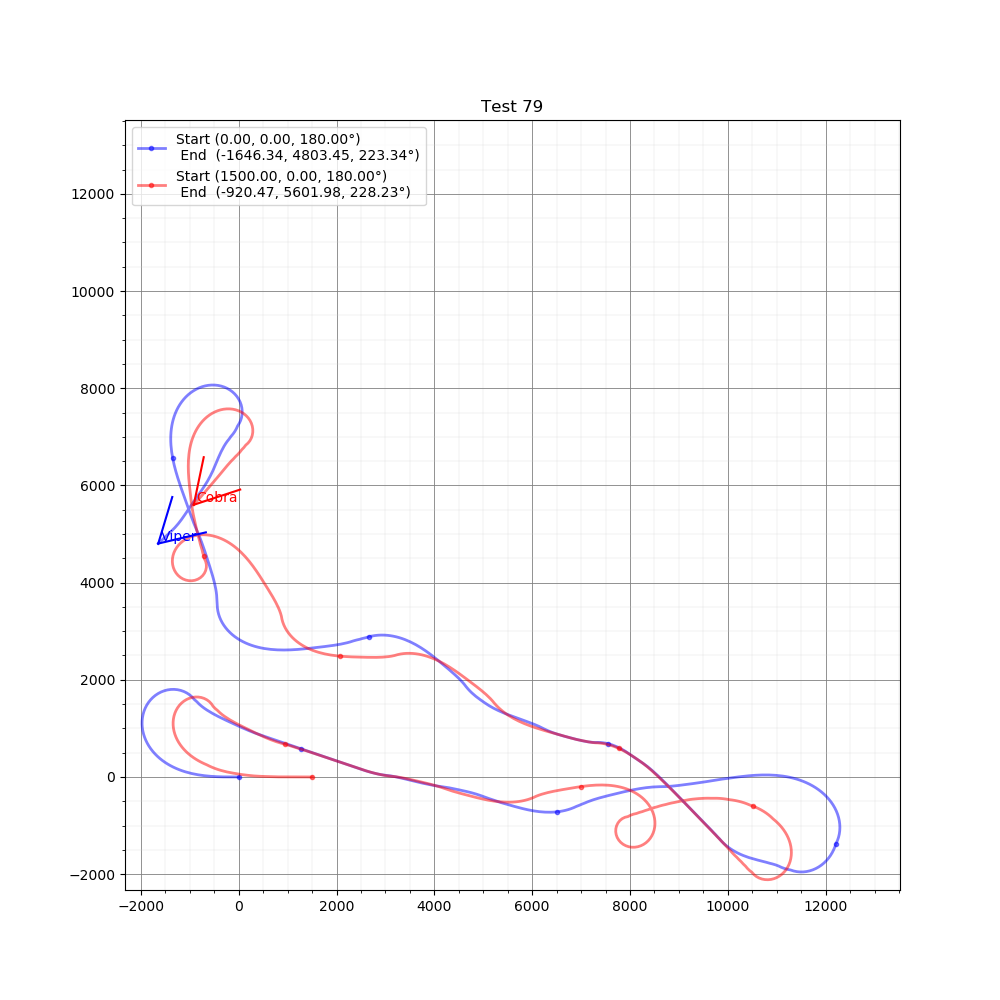 Test 79
Start (0.00, 0.00, 180.00°)
End (-1646.34, 4803.45, 223.34°)
Start (1500.00, 0.00, 180.00°)
End (-920.47, 5601.98, 228.23°)
12000
10000
8000
6000
4000
2000
0
−2000
Cobra
Viper
−2000 0 2000 4000 6000 8000 10000 12000